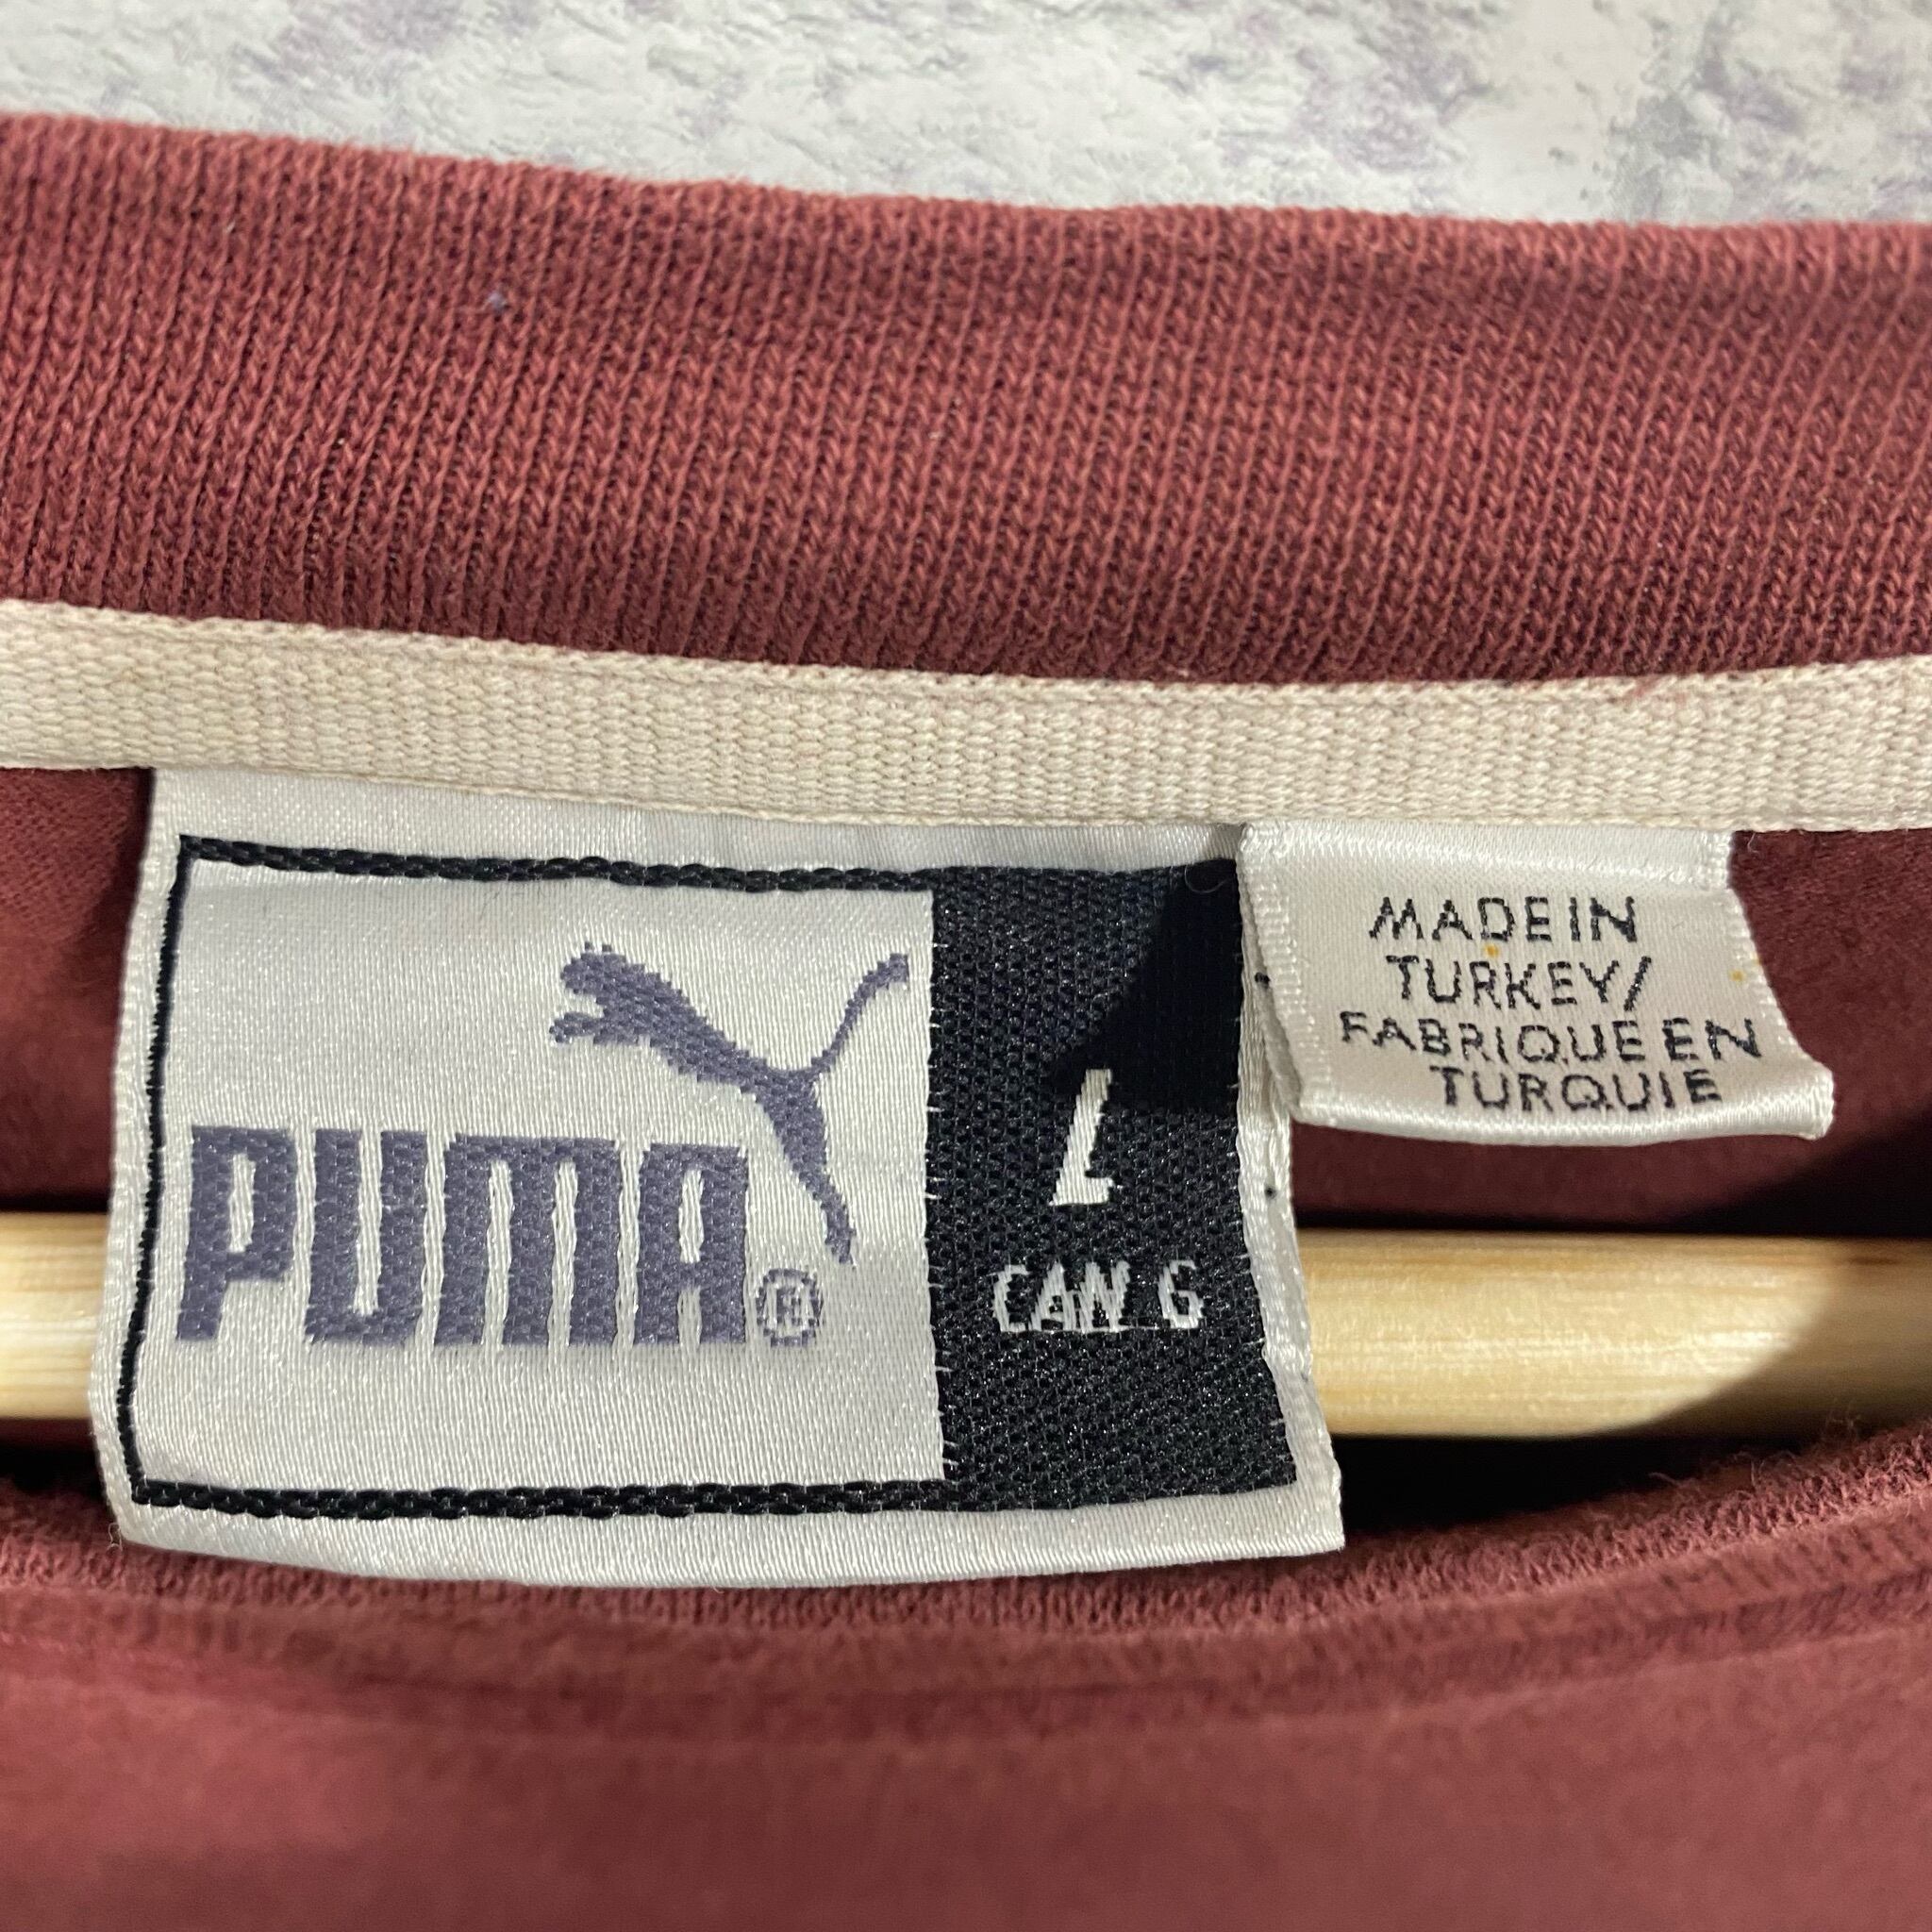 PUMA®
L
CAN G
MADE IN
TURKEY/
FABRIQUE EN
TURQUIE